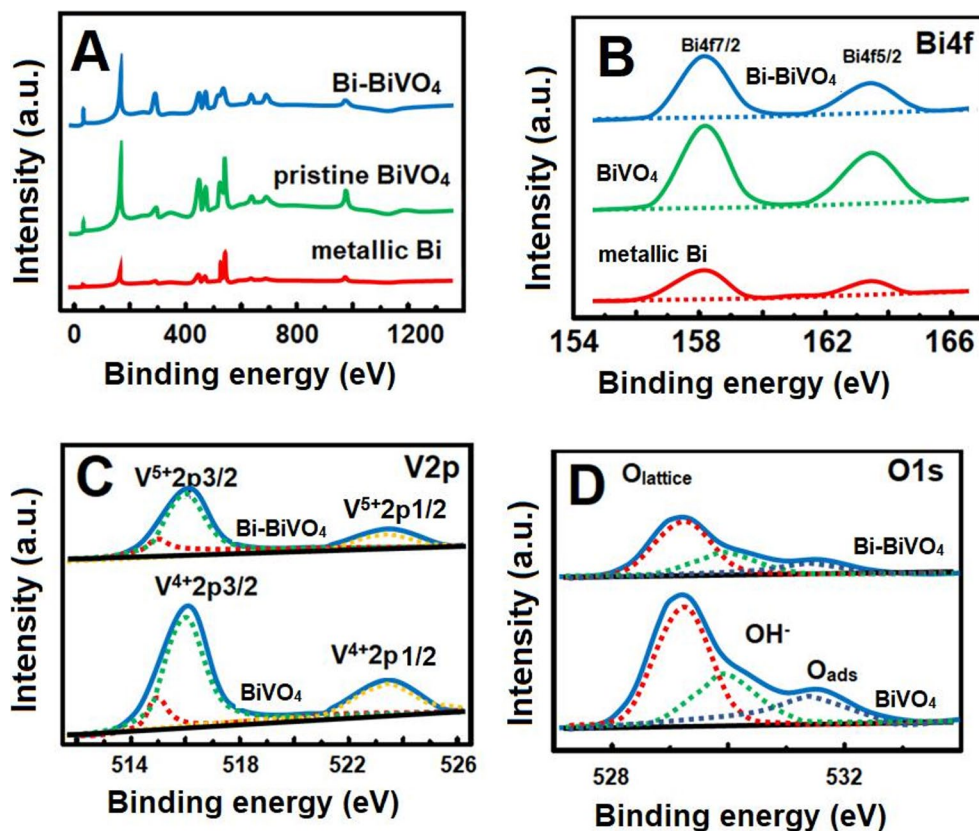 A
Bi-BiVO₄
pristine BiVO₄
metallic Bi
Intensity (a.u.)
0 400 800 1200
Binding energy (eV)
B
Bi4f7/2
Bi4f5/2
Bi4f
Bi-BiVO₄
BiVO₄
metallic Bi
Intensity (a.u.)
154 158 162 166
Binding energy (eV)
C
V2p
V⁵⁺2p3/2
V⁵⁺2p1/2
Bi-BiVO₄
V⁴⁺2p3/2
V⁴⁺2p1/2
BiVO₄
Intensity (a.u.)
514 518 522 526
Binding energy (eV)
D
O1s
Olattice
Bi-BiVO₄
OH⁻
Oads
BiVO₄
Intensity (a.u.)
528 532
Binding energy (eV)